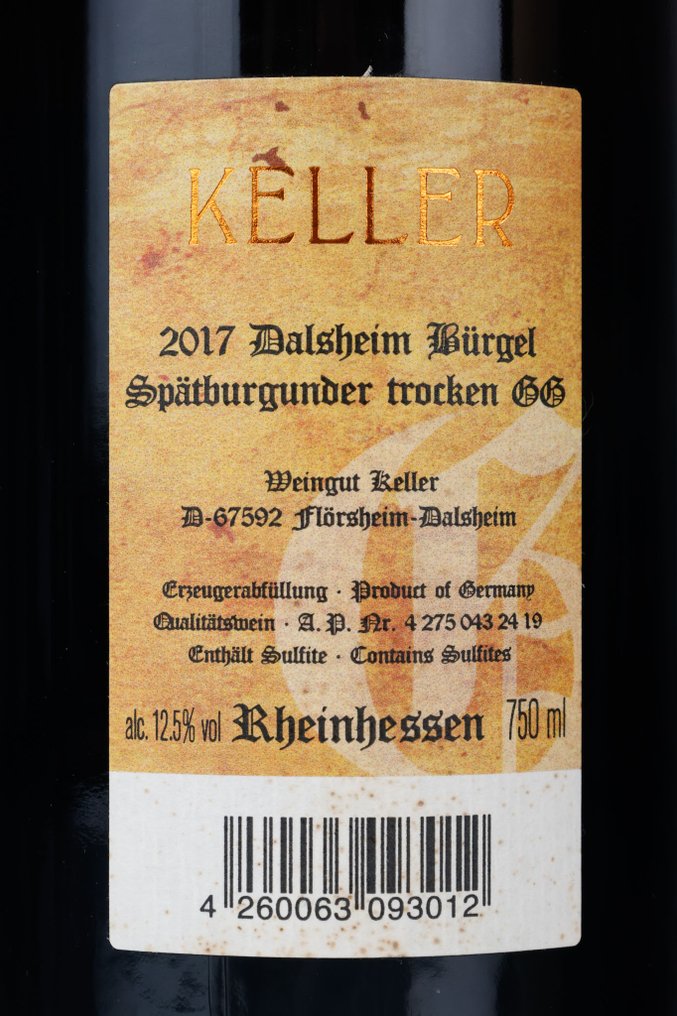 KELLER
2017 Dalsheim Bürgel
Spätburgunder trocken GG
Weingut Keller
D-67592 Flörsheim-Dalsheim
Erzeugerabfüllung · Product of Germany
Qualitätswein · A. P. Nr. 4 275 043 24 19
Enthält Sulfite · Contains Sulfites
alc. 12.5% vol Rheinhessen 750 ml
4 260063 093012